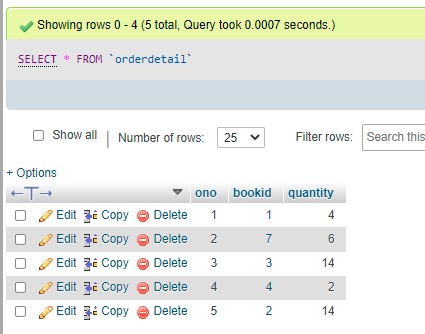 Showing rows 0 - 4 (5 total, Query took 0.0007 seconds.)
SELECT * FROM `orderdetail`
Show all | Number of rows: 25 Filter rows: Search this
+ Options
←T→ ono bookid quantity
Edit Copy Delete 1 1 4
Edit Copy Delete 2 7 6
Edit Copy Delete 3 3 14
Edit Copy Delete 4 4 2
Edit Copy Delete 5 2 14